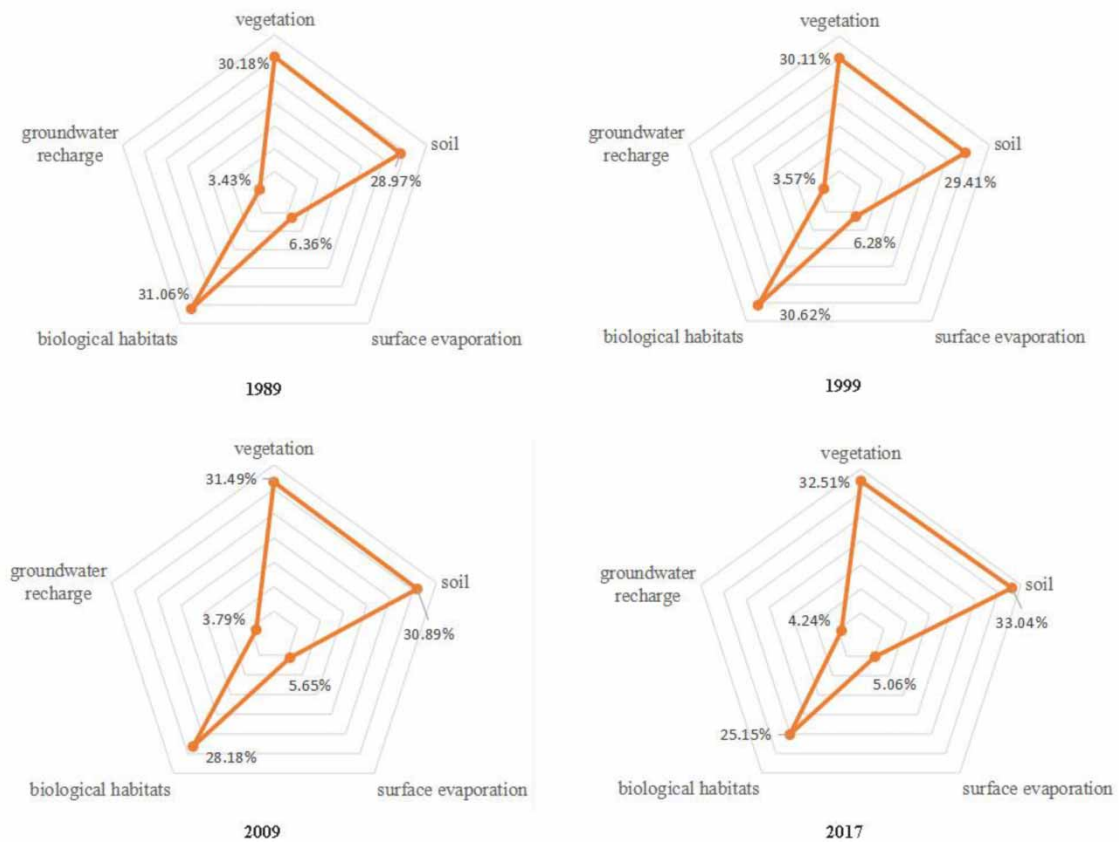 vegetation
30.18%
groundwater
recharge
soil
3.43%
28.97%
6.36%
31.06%
biological habitats
surface evaporation
1989
vegetation
30.11%
groundwater
recharge
soil
3.57%
29.41%
6.28%
30.62%
biological habitats
surface evaporation
1999
vegetation
31.49%
groundwater
recharge
soil
3.79%
30.89%
5.65%
28.18%
biological habitats
surface evaporation
2009
vegetation
32.51%
groundwater
recharge
soil
4.24%
33.04%
5.06%
25.15%
biological habitats
surface evaporation
2017